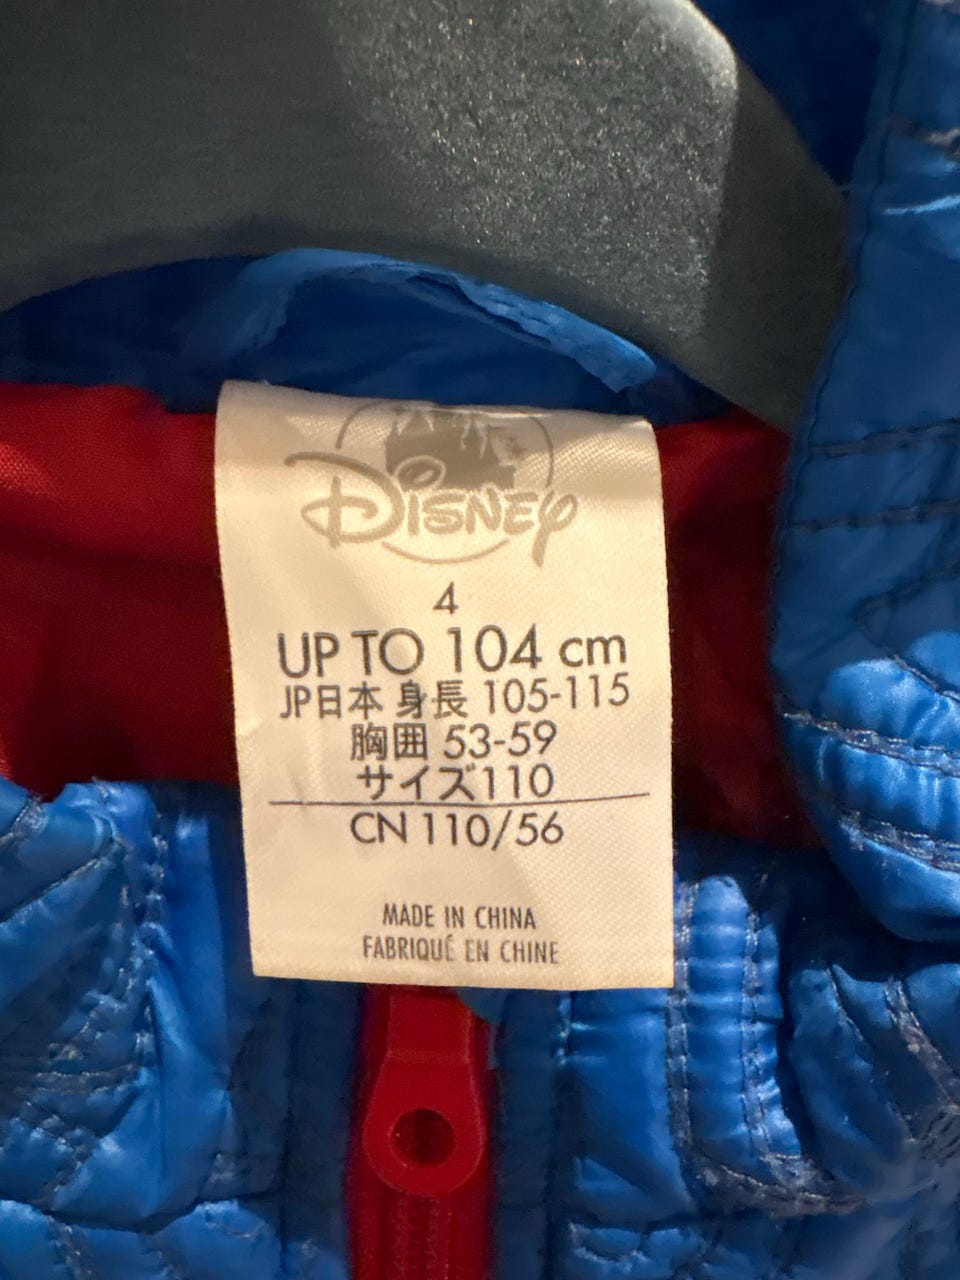 Disney
4
UP TO 104 cm
JP日本 身長 105-115
胸囲 53-59
サイズ110
CN 110/56
MADE IN CHINA
FABRIQUÉ EN CHINE